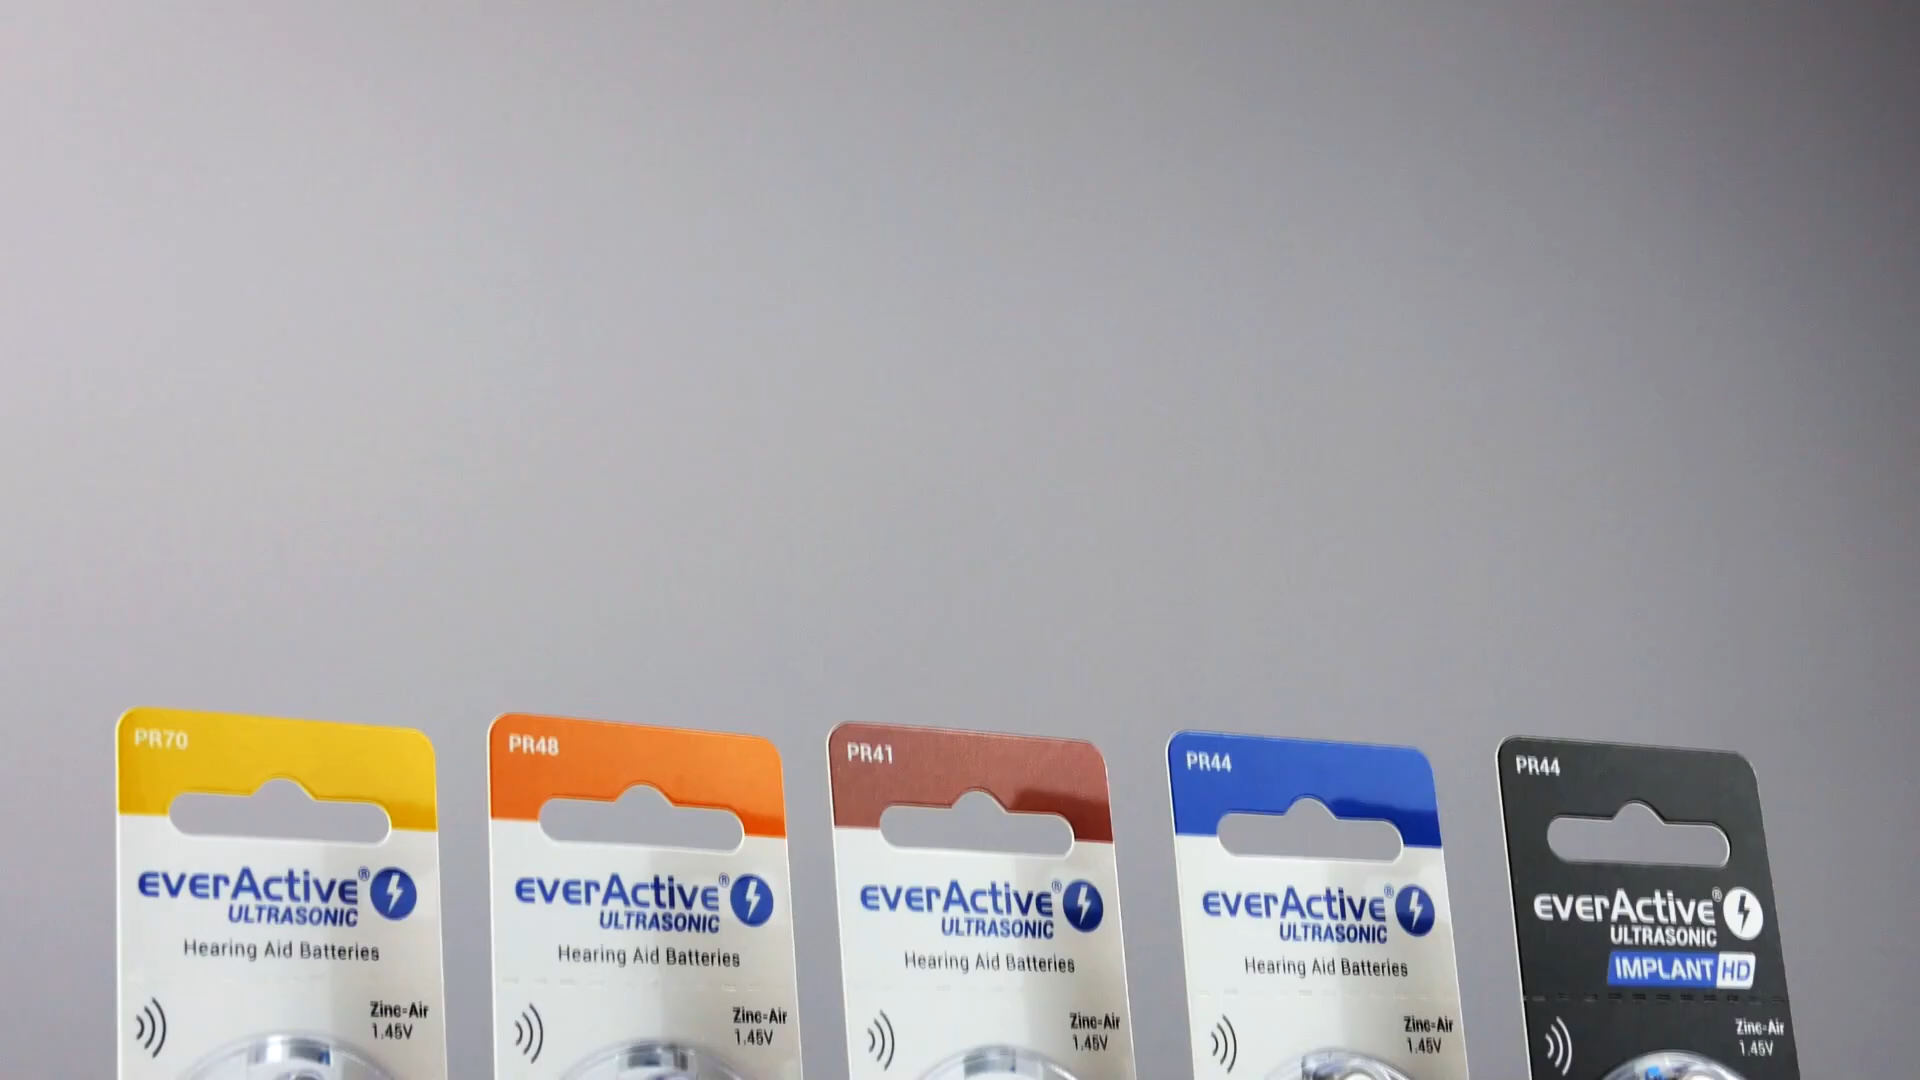 PR70
everActive®
ULTRASONIC
Hearing Aid Batteries
Zinc-Air
1.45V
PR48
everActive®
ULTRASONIC
Hearing Aid Batteries
Zinc-Air
1.45V
PR41
everActive®
ULTRASONIC
Hearing Aid Batteries
Zinc-Air
1.45V
PR44
everActive®
ULTRASONIC
Hearing Aid Batteries
Zinc-Air
1.45V
PR44
everActive®
ULTRASONIC
IMPLANT HD
Zinc-Air
1.45V